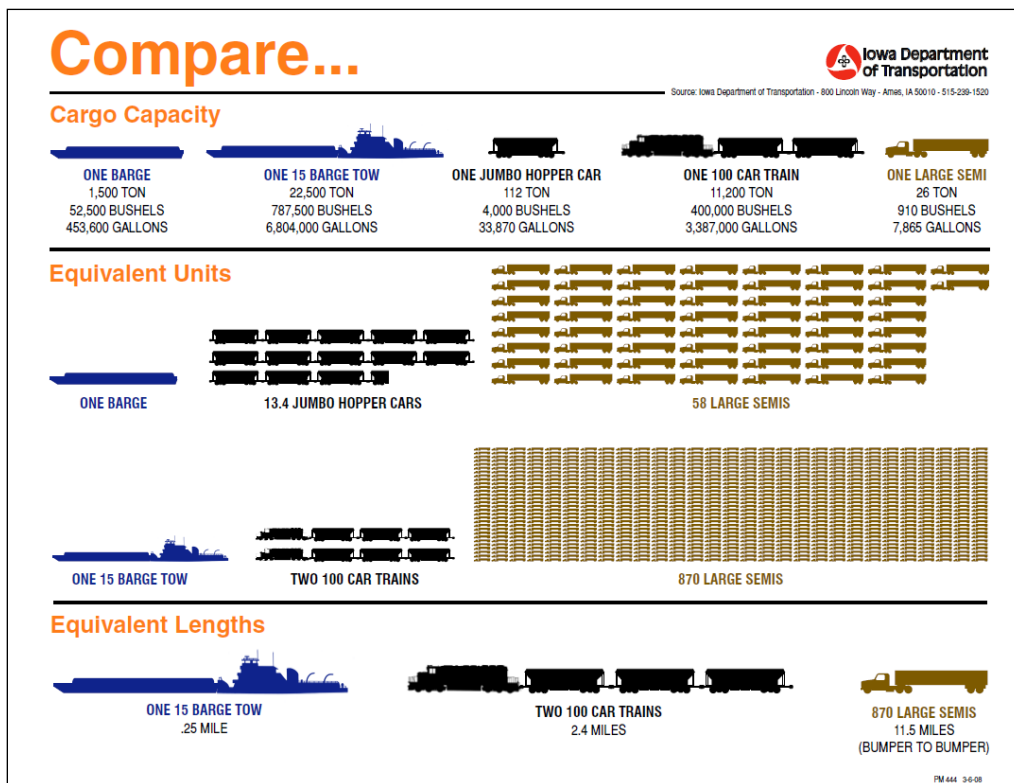 Compare...
Iowa Department
of Transportation
Source: Iowa Department of Transportation - 800 Lincoln Way - Ames, IA 50010 - 515-239-1520
Cargo Capacity
ONE BARGE
1,500 TON
52,500 BUSHELS
453,600 GALLONS
ONE 15 BARGE TOW
22,500 TON
787,500 BUSHELS
6,804,000 GALLONS
ONE JUMBO HOPPER CAR
112 TON
4,000 BUSHELS
33,870 GALLONS
ONE 100 CAR TRAIN
11,200 TON
400,000 BUSHELS
3,387,000 GALLONS
ONE LARGE SEMI
26 TON
910 BUSHELS
7,865 GALLONS
Equivalent Units
ONE BARGE
13.4 JUMBO HOPPER CARS
58 LARGE SEMIS
ONE 15 BARGE TOW
TWO 100 CAR TRAINS
870 LARGE SEMIS
Equivalent Lengths
ONE 15 BARGE TOW
.25 MILE
TWO 100 CAR TRAINS
2.4 MILES
870 LARGE SEMIS
11.5 MILES
(BUMPER TO BUMPER)
PM 444 3-6-08